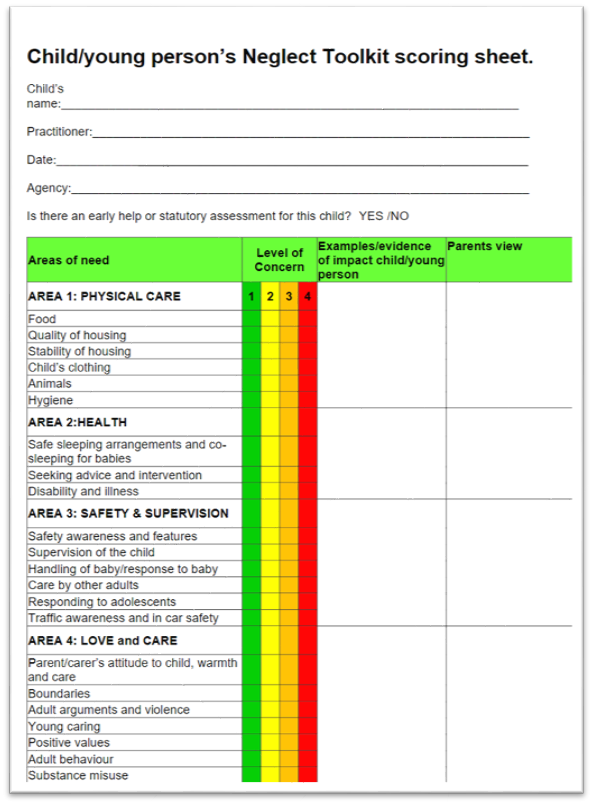 Child/young person's Neglect Toolkit scoring sheet.
Child's
name:
Practitioner:
Date:
Agency:
Is there an early help or statutory assessment for this child?  YES /NO
Areas of need
Level of
Concern
Examples/evidence
of impact child/young
person
Parents view
AREA 1: PHYSICAL CARE
1 2 3 4
Food
Quality of housing
Stability of housing
Child's clothing
Animals
Hygiene
AREA 2:HEALTH
Safe sleeping arrangements and co-
sleeping for babies
Seeking advice and intervention
Disability and illness
AREA 3: SAFETY & SUPERVISION
Safety awareness and features
Supervision of the child
Handling of baby/response to baby
Care by other adults
Responding to adolescents
Traffic awareness and in car safety
AREA 4: LOVE and CARE
Parent/carer's attitude to child, warmth
and care
Boundaries
Adult arguments and violence
Young caring
Positive values
Adult behaviour
Substance misuse